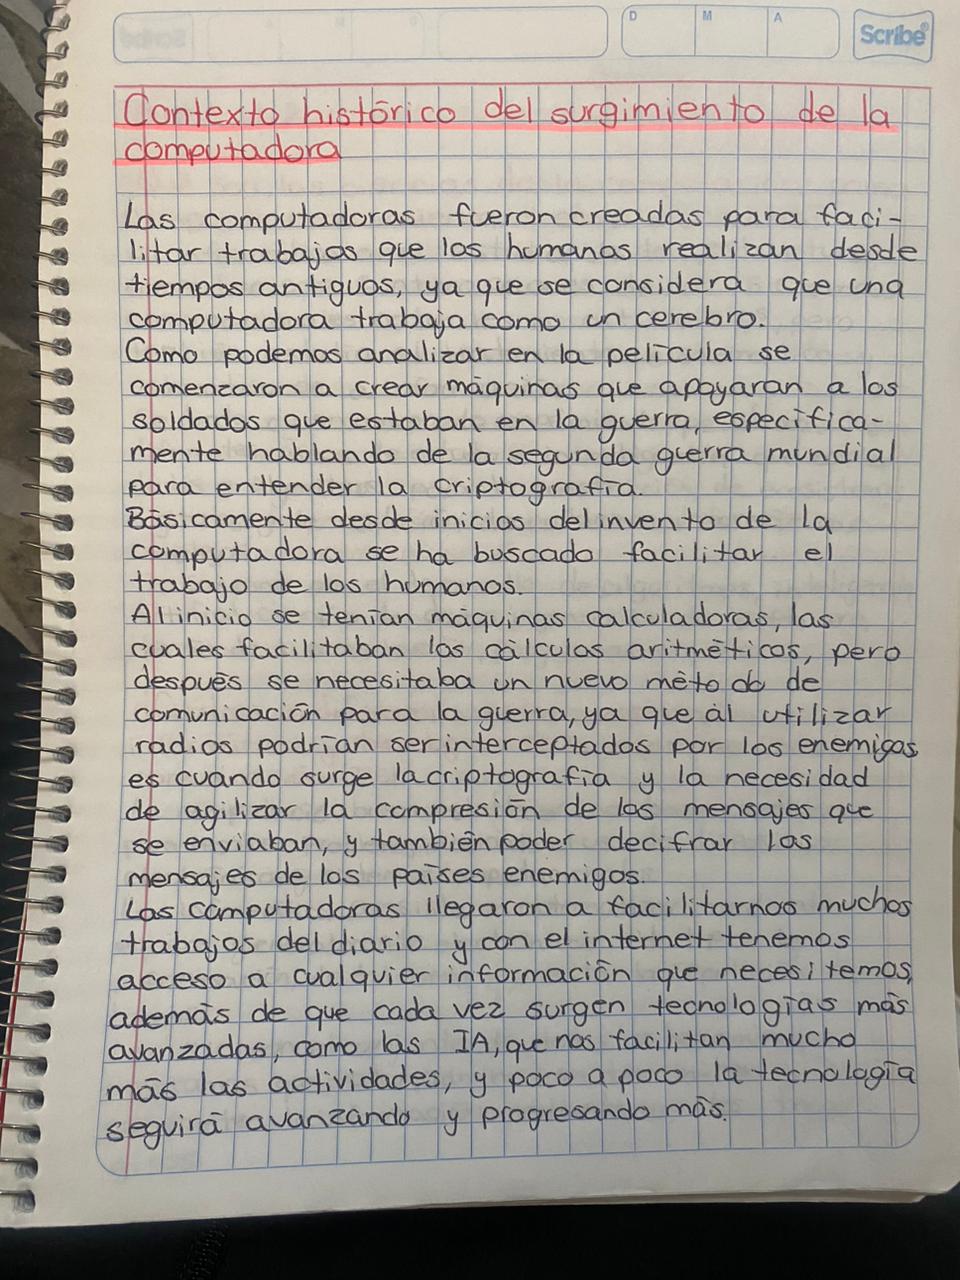 D M A Scribe®
Contexto histórico del surgimiento de la
computadora
Las computadoras fueron creadas para faci-
litar trabajos que los humanos realizan desde
tiempos antiguos, ya que se considera que una
computadora trabaja como un cerebro.
Como podemos analizar en la película se
comenzaron a crear máquinas que apoyaran a los
soldados que estaban en la guerra, específica-
mente hablando de la segunda guerra mundial
para entender la criptografía.
Básicamente desde inicios del invento de la
computadora se ha buscado facilitar el
trabajo de los humanos.
Al inicio se tenían máquinas calculadoras, las
cuales facilitaban los cálculos aritméticos, pero
después se necesitaba un nuevo método de
comunicación para la guerra, ya que al utilizar
radios podrían ser interceptados por los enemigos
es cuando surge la criptografía y la necesidad
de agilizar la compresión de los mensajes que
se enviaban, y también poder decifrar los
mensajes de los países enemigos.
Las computadoras llegaron a facilitarnos muchos
trabajos del diario y con el internet tenemos
acceso a cualquier información que necesitemos,
además de que cada vez surgen tecnologías más
avanzadas, como las IA, que nos facilitan mucho
más las actividades, y poco a poco la tecnología
seguirá avanzando y progresando más.